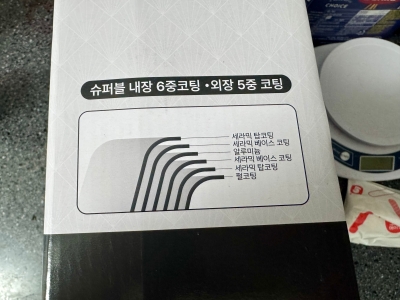 슈퍼블 내장 6중코팅 • 외장 5중 코팅
세라믹 탑코팅
세라믹 베이스 코팅
알루미늄
세라믹 베이스 코팅
세라믹 탑코팅
펄코팅
CHOICE